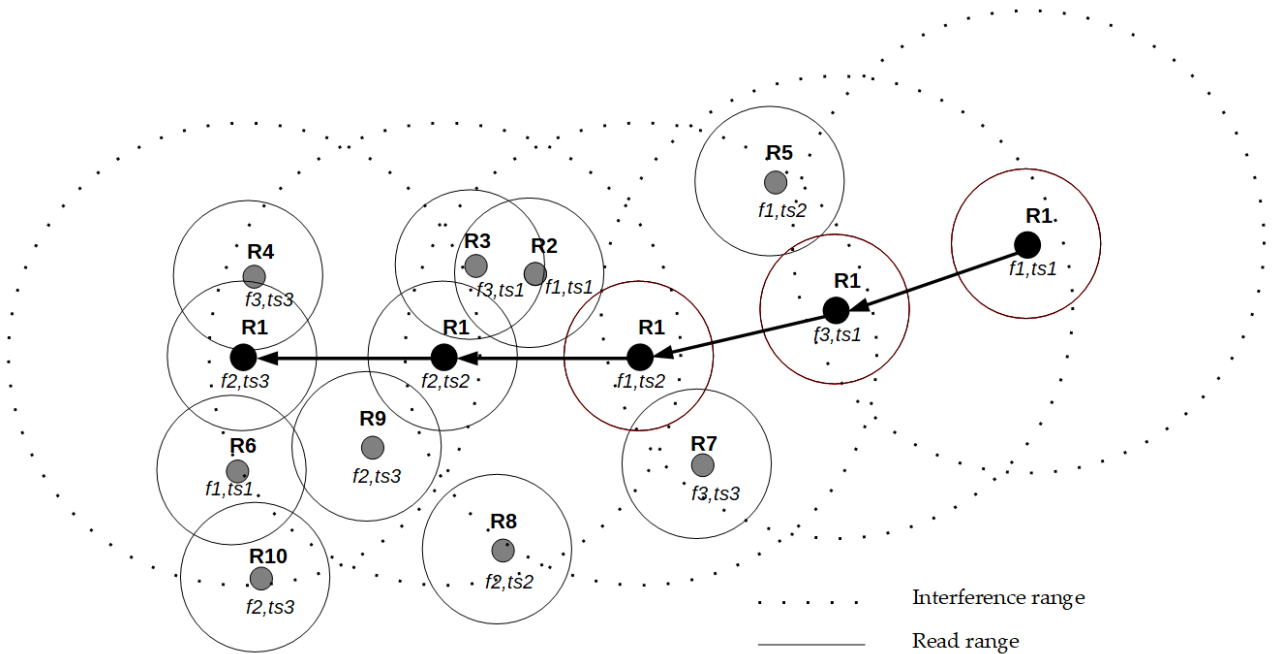 R5
f1,ts2
R1
f1,ts1
R4
f3,ts3
R3
f3,ts1
R2
f1,ts1
R1
f3,ts1
R1
f2,ts3
R1
f2,ts2
R1
f1,ts2
R9
f2,ts3
R6
f1,ts1
R7
f3,ts3
R8
f2,ts2
R10
f2,ts3
Interference range
Read range